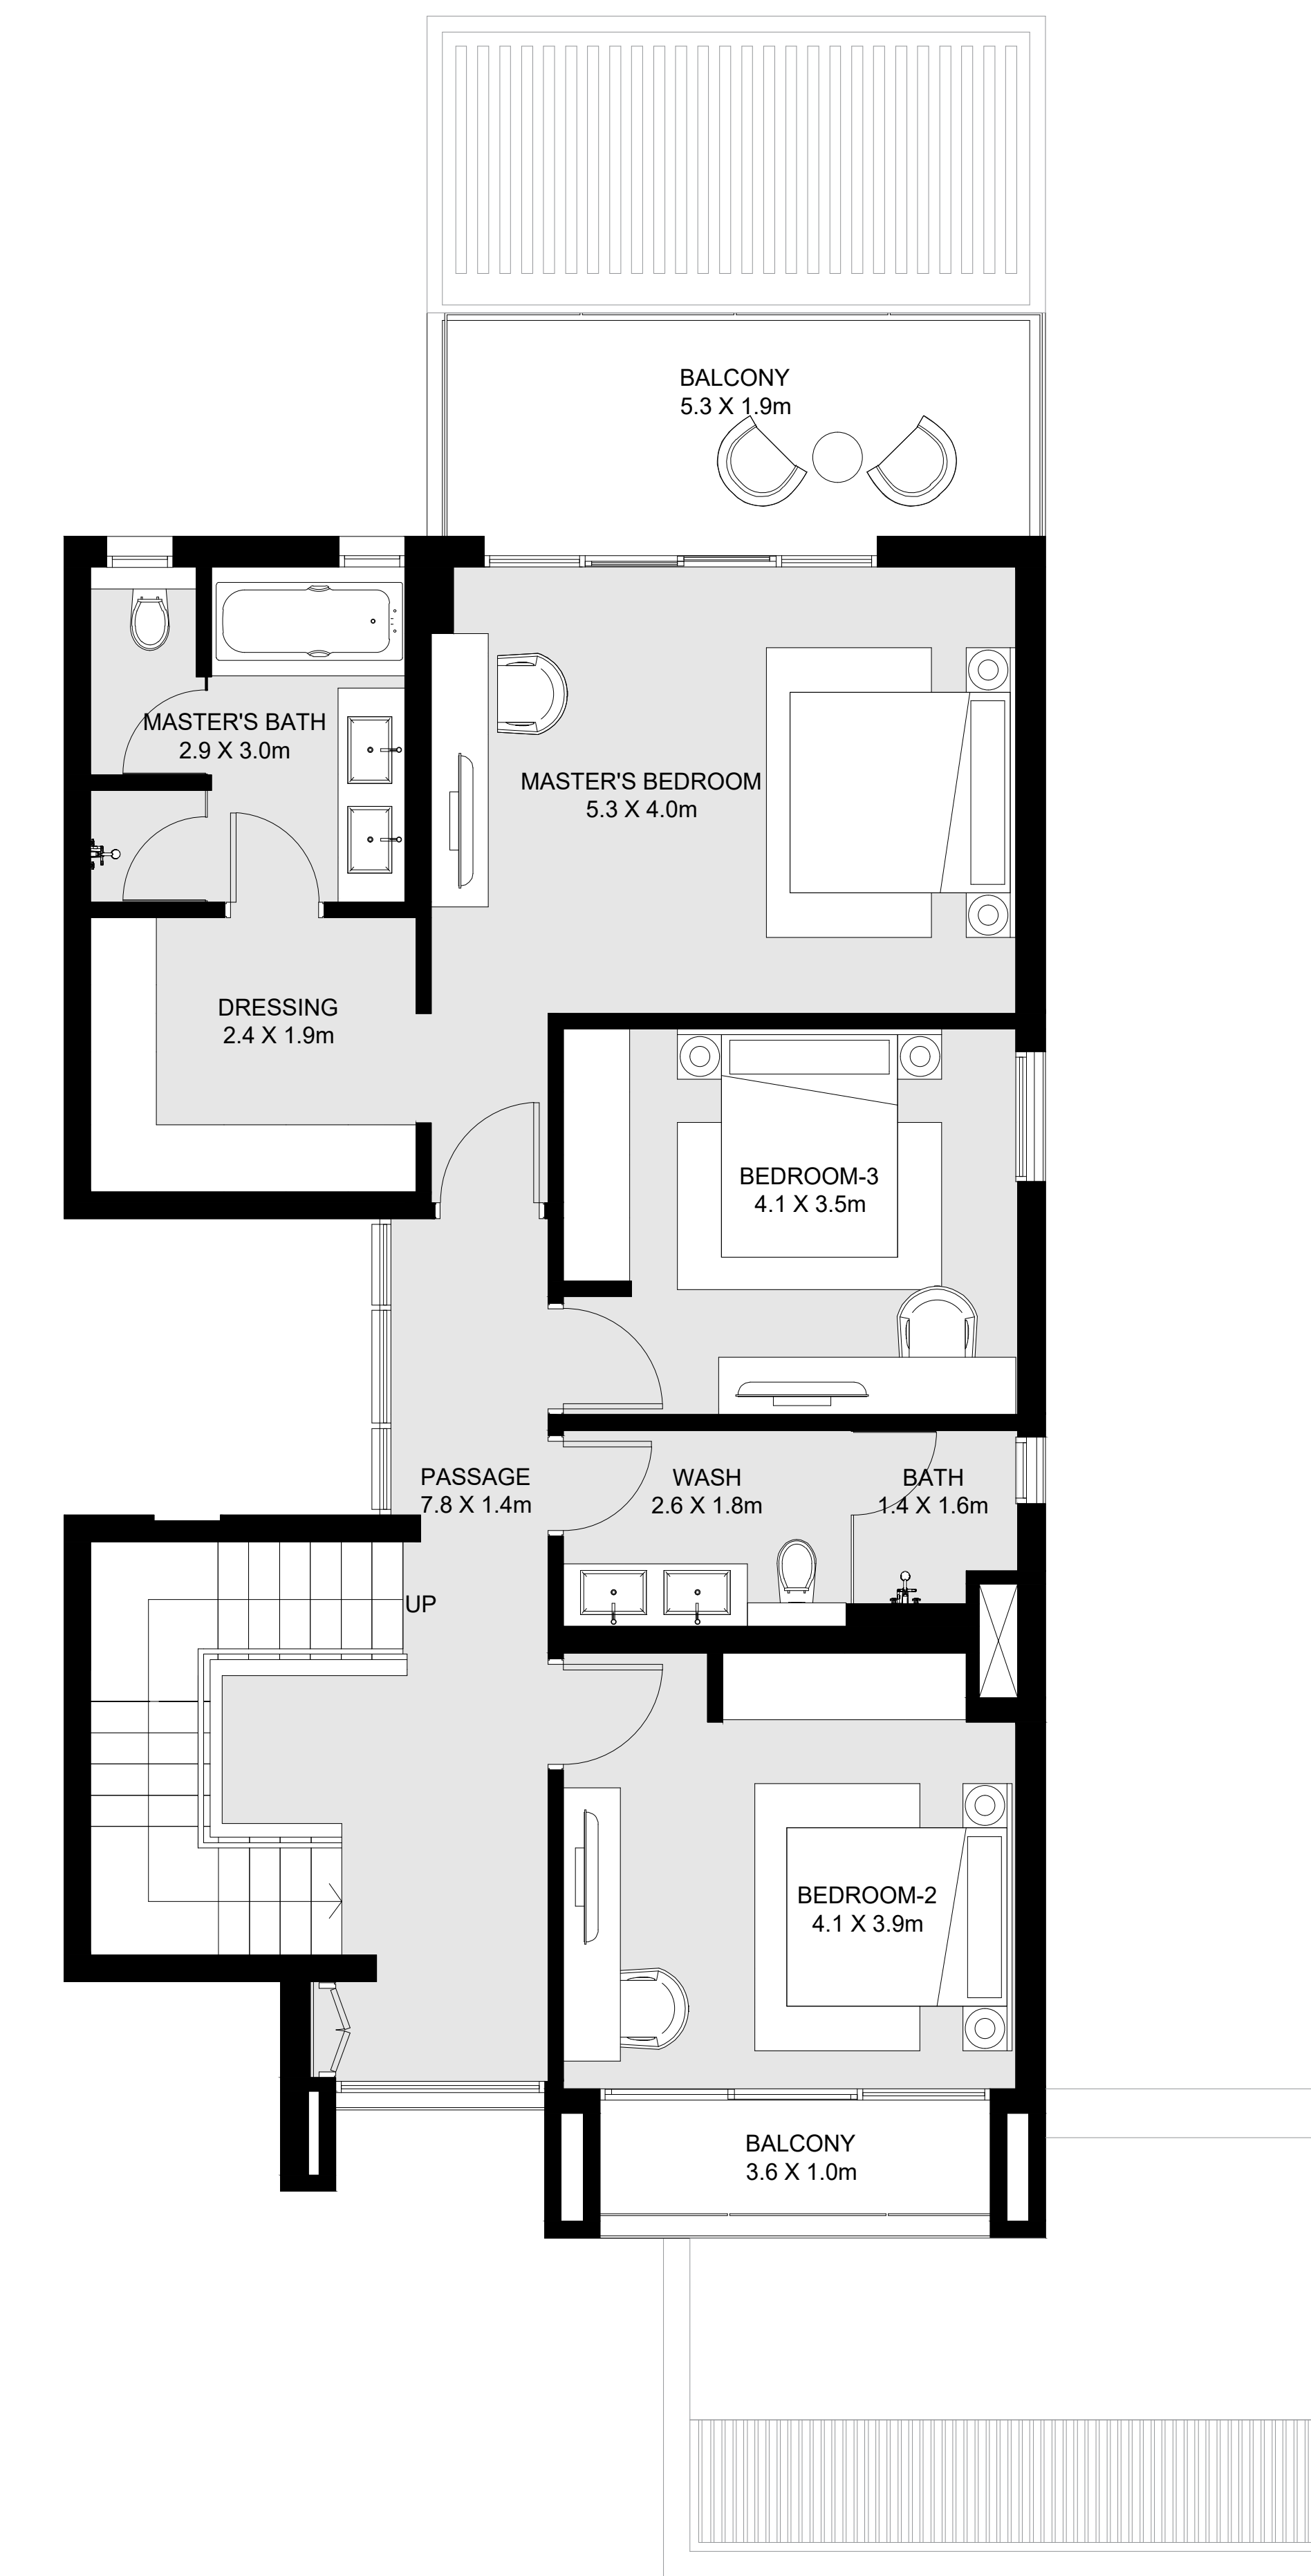 BALCONY
5.3 X 1.9m
MASTER'S BATH
2.9 X 3.0m
MASTER'S BEDROOM
5.3 X 4.0m
DRESSING
2.4 X 1.9m
BEDROOM-3
4.1 X 3.5m
PASSAGE
7.8 X 1.4m
WASH
2.6 X 1.8m
BATH
1.4 X 1.6m
UP
BEDROOM-2
4.1 X 3.9m
BALCONY
3.6 X 1.0m